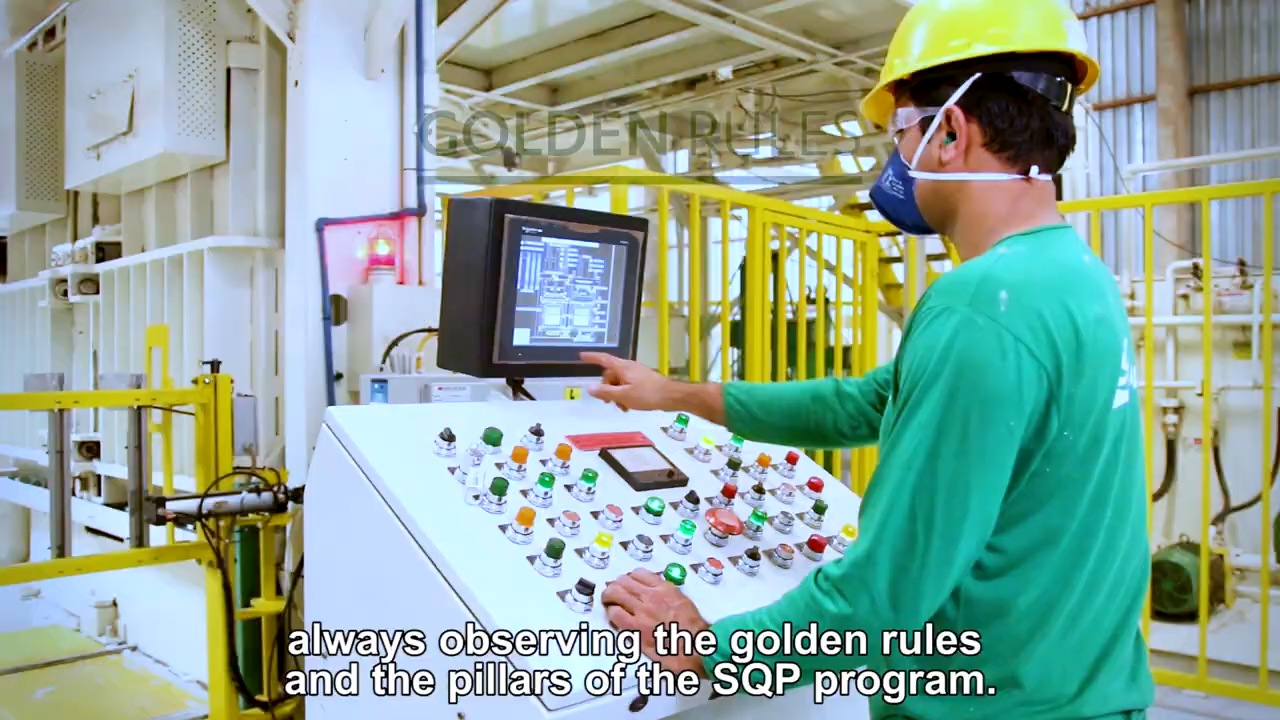 GOLDEN RULES
always observing the golden rules
and the pillars of the SQP program.